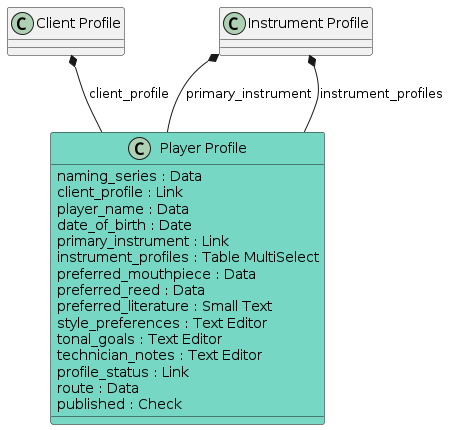 C Client Profile
C Instrument Profile
client_profile
primary_instrument
instrument_profiles
C Player Profile
naming_series : Data
client_profile : Link
player_name : Data
date_of_birth : Date
primary_instrument : Link
instrument_profiles : Table MultiSelect
preferred_mouthpiece : Data
preferred_reed : Data
preferred_literature : Small Text
style_preferences : Text Editor
tonal_goals : Text Editor
technician_notes : Text Editor
profile_status : Link
route : Data
published : Check